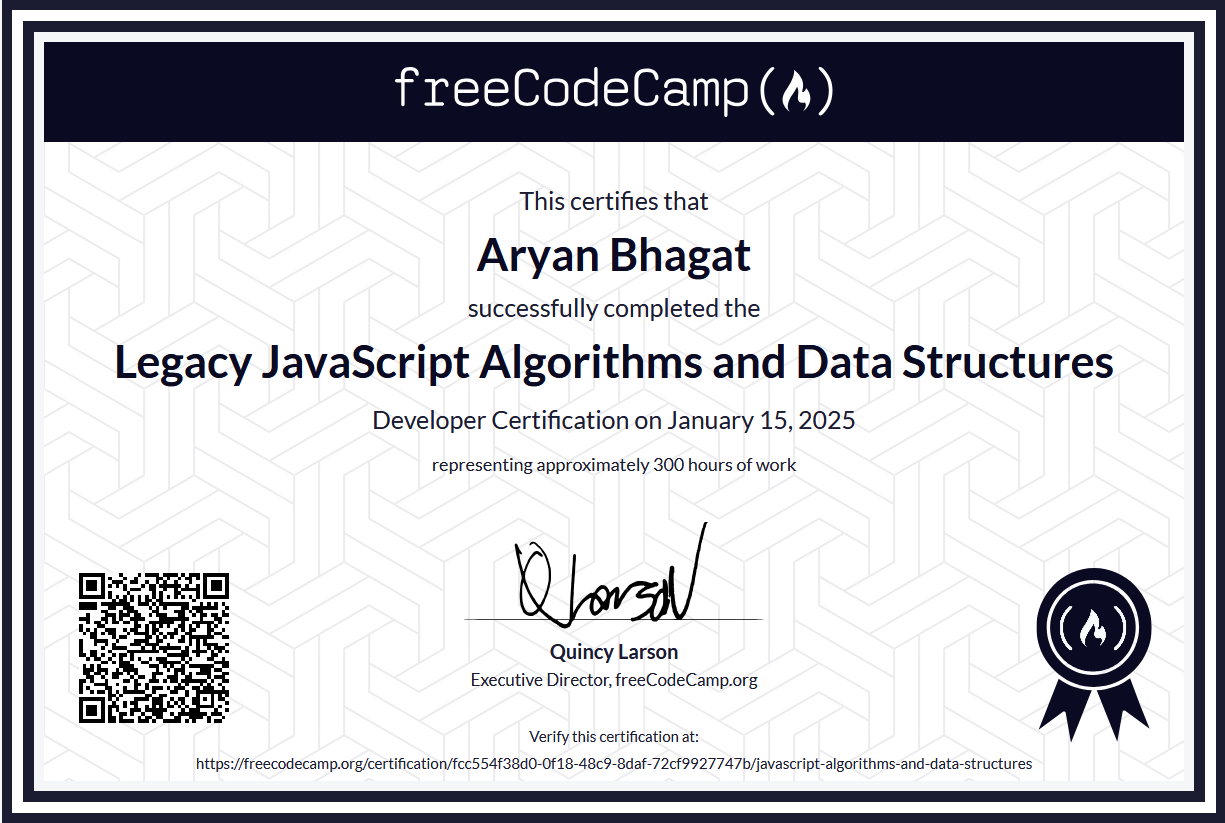 freeCodeCamp(🔥)
This certifies that
Aryan Bhagat
successfully completed the
Legacy JavaScript Algorithms and Data Structures
Developer Certification on January 15, 2025
representing approximately 300 hours of work
Quincy Larson
Executive Director, freeCodeCamp.org
Verify this certification at:
https://freecodecamp.org/certification/fcc554f38d0-0f18-48c9-8daf-72cf9927747b/javascript-algorithms-and-data-structures